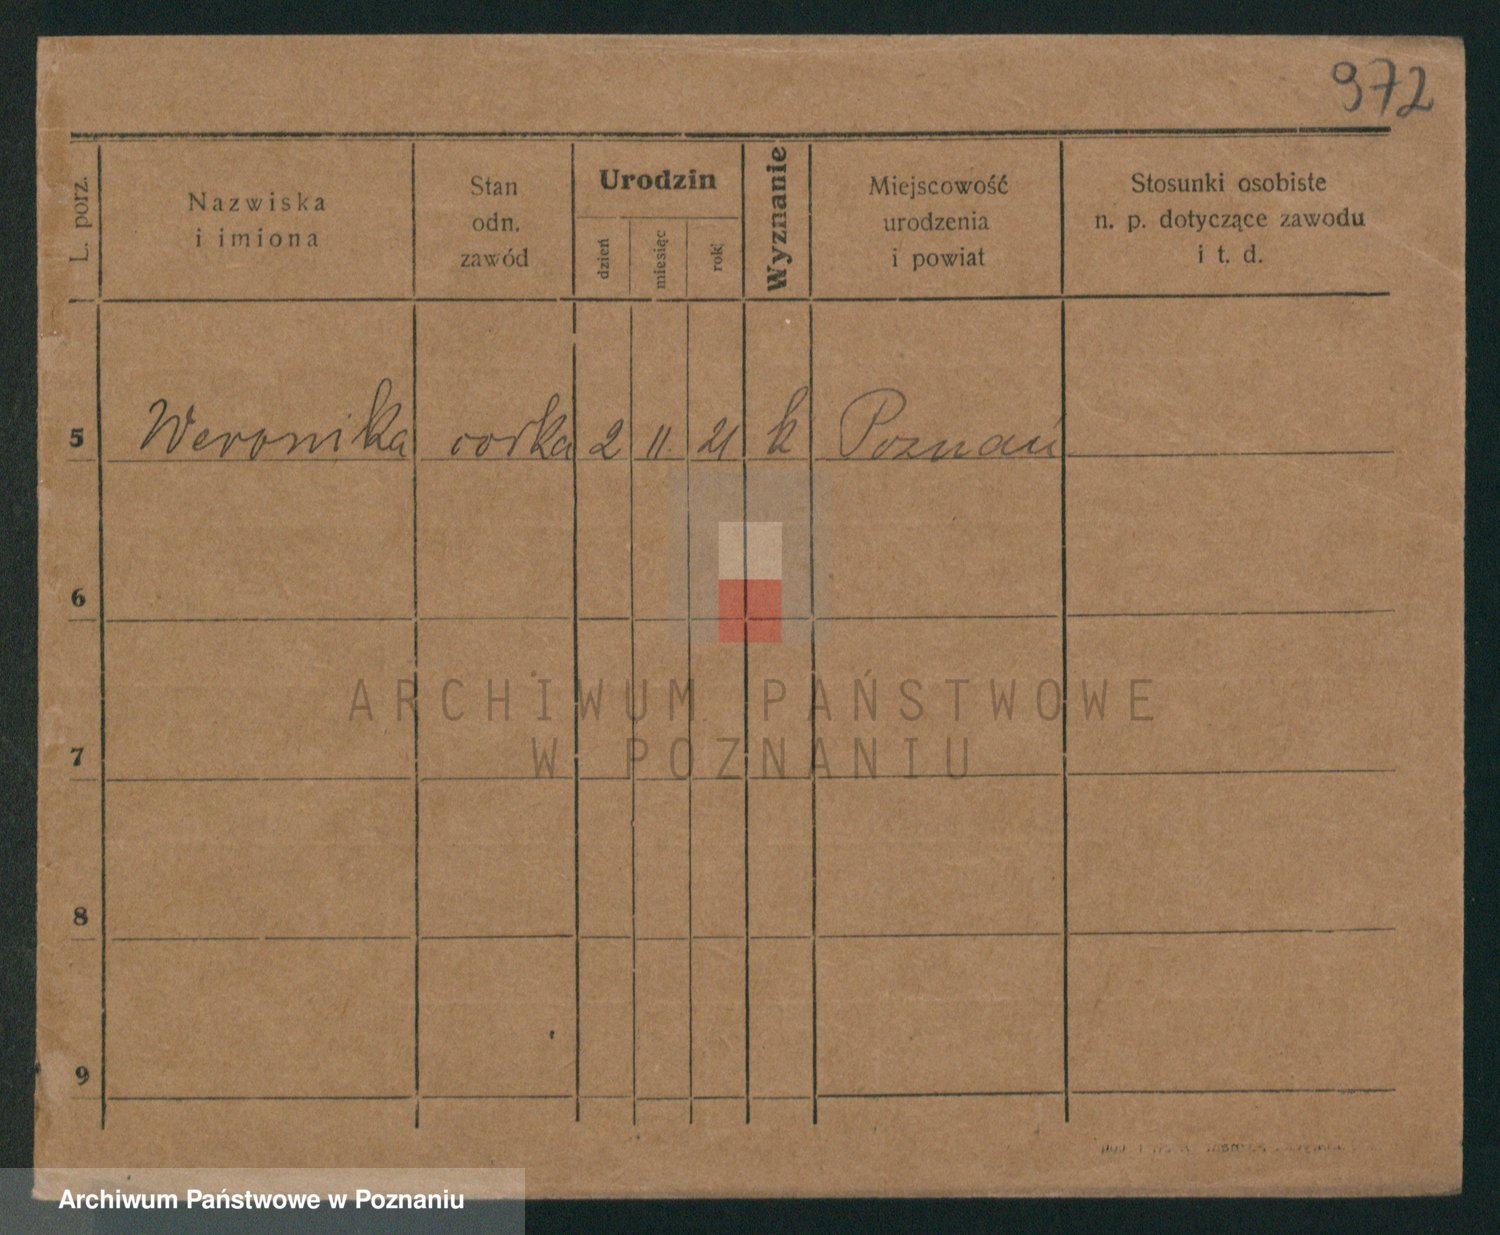 972
L. porz.
Nazwiska
i imiona
Stan
odn.
zawód
Urodzin
dzień
miesiąc
rok
Wyznanie
Miejscowość
urodzenia
i powiat
Stosunki osobiste
n. p. dotyczące zawodu
i t. d.
5 Weronika corka 2 11. 21 k Poznań
6
ARCHIWUM PAŃSTWOWE
W POZNANIU
7
8
9
Archiwum Państwowe w Poznaniu